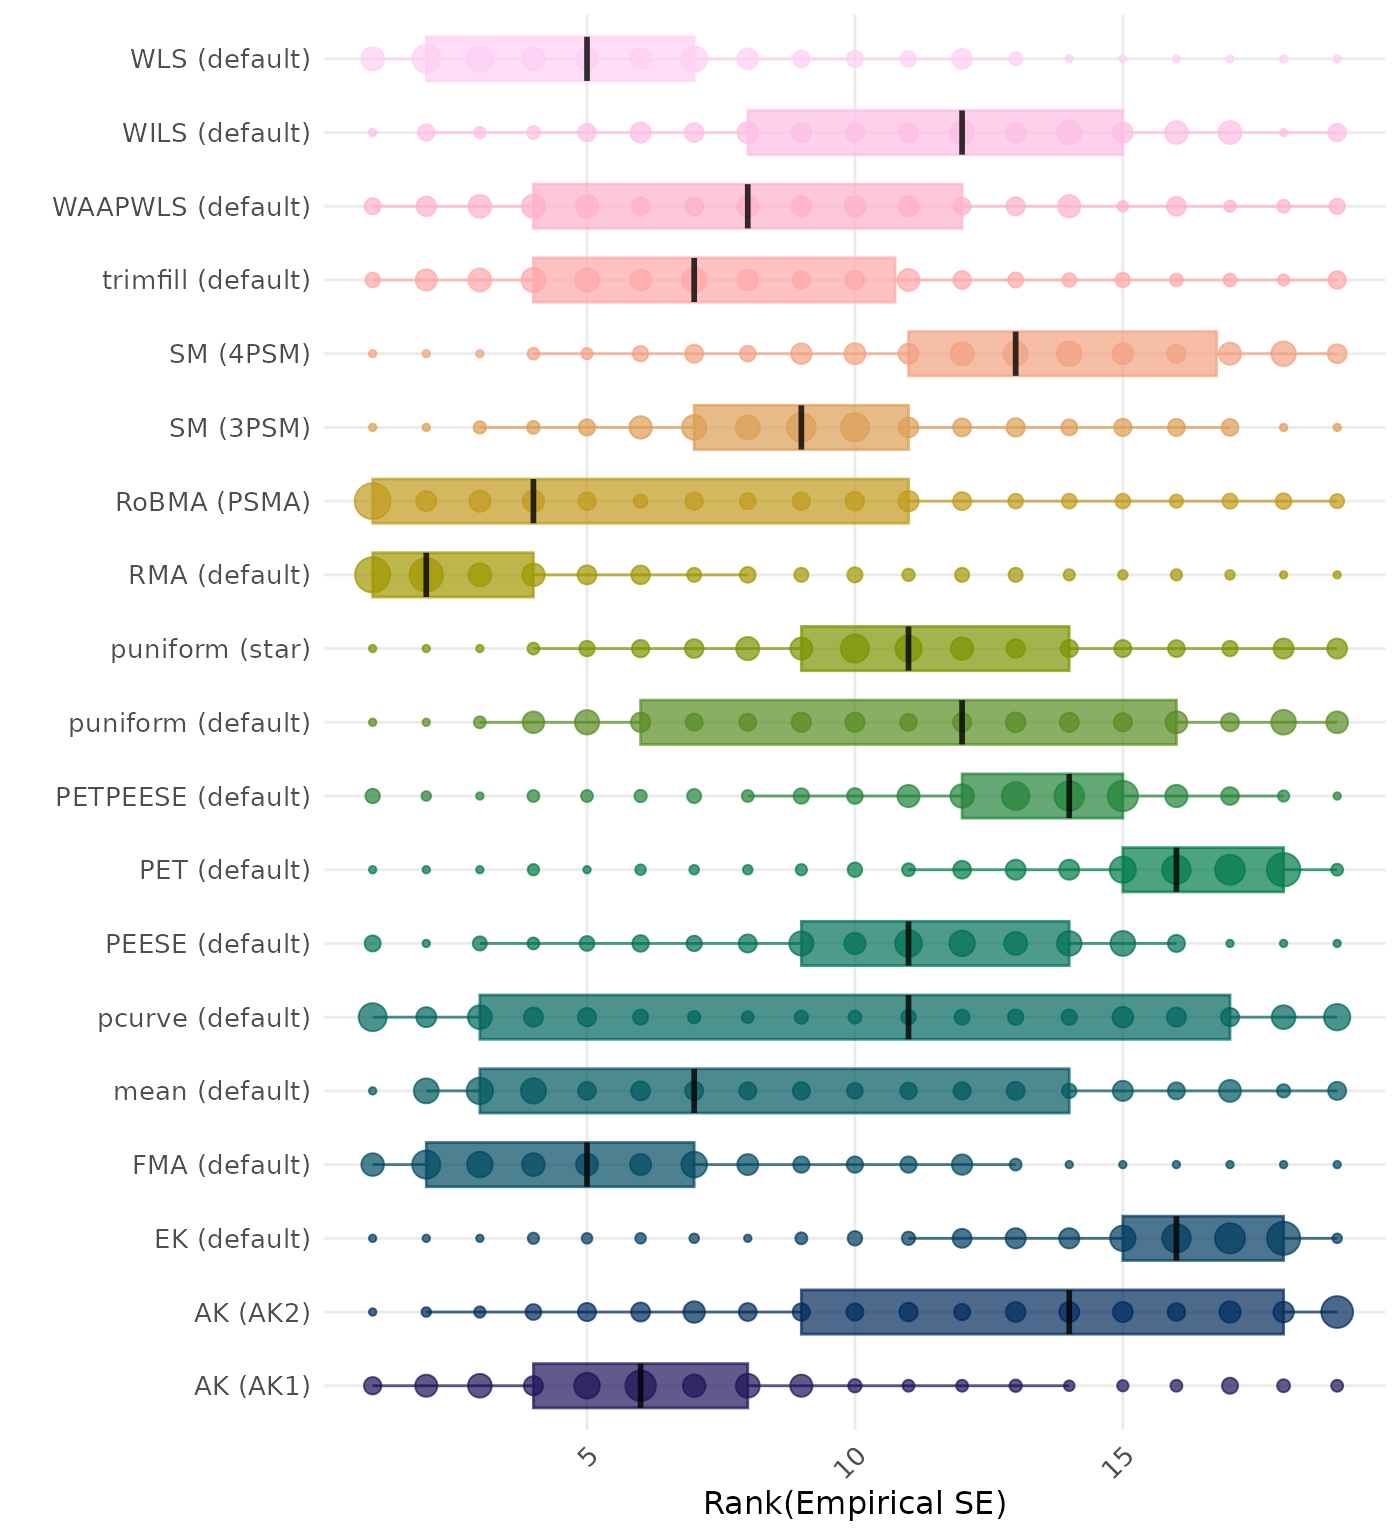 WLS (default)
WILS (default)
WAAPWLS (default)
trimfill (default)
SM (4PSM)
SM (3PSM)
RoBMA (PSMA)
RMA (default)
puniform (star)
puniform (default)
PETPEESE (default)
PET (default)
PEESE (default)
pcurve (default)
mean (default)
FMA (default)
EK (default)
AK (AK2)
AK (AK1)
5
10
15
Rank(Empirical SE)